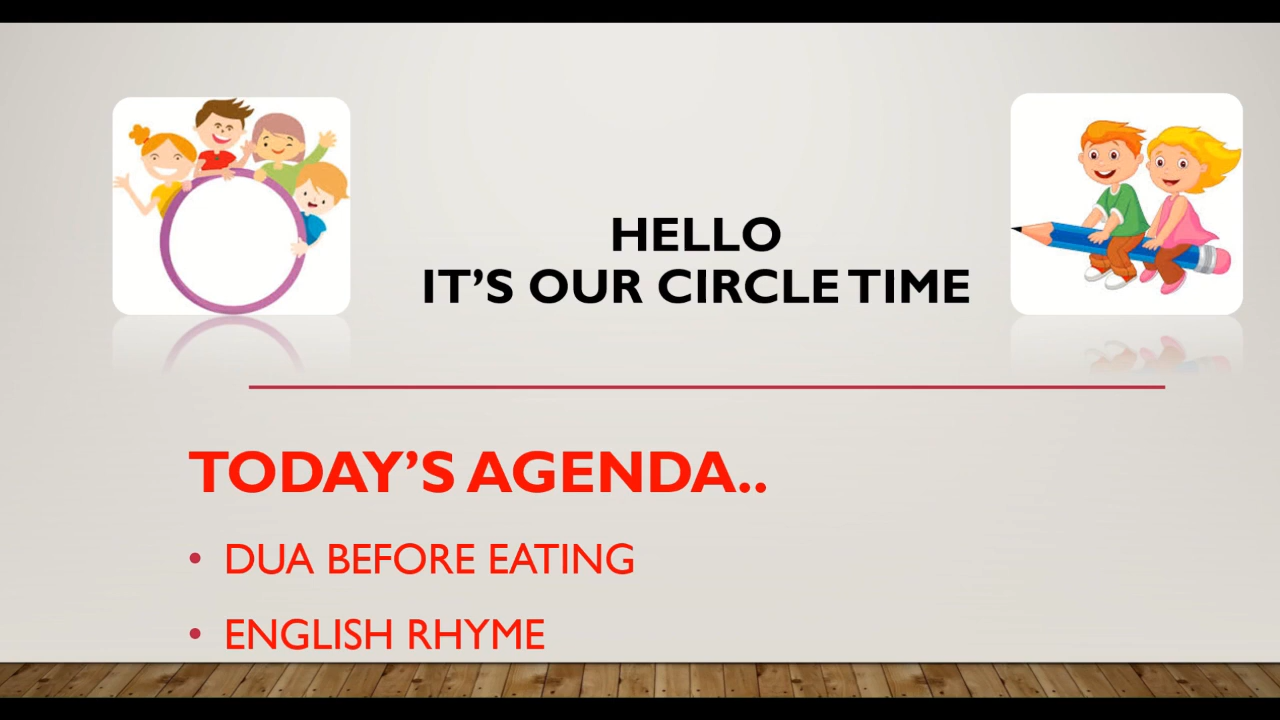 HELLO
IT’S OUR CIRCLE TIME
TODAY’S AGENDA..
• DUA BEFORE EATING
• ENGLISH RHYME